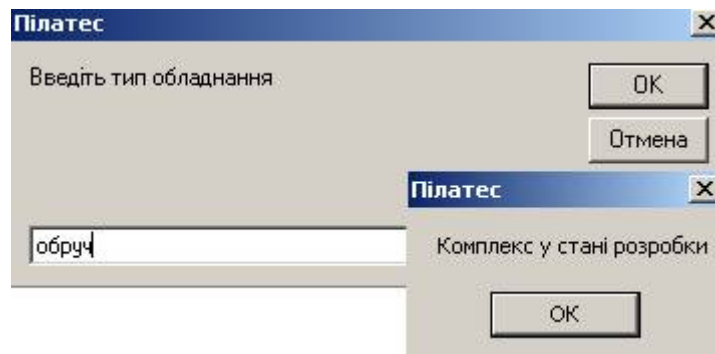 Пілатес
Введіть тип обладнання
OK
Отмена
обруч
Пілатес
Комплекс у стані розробки
OK